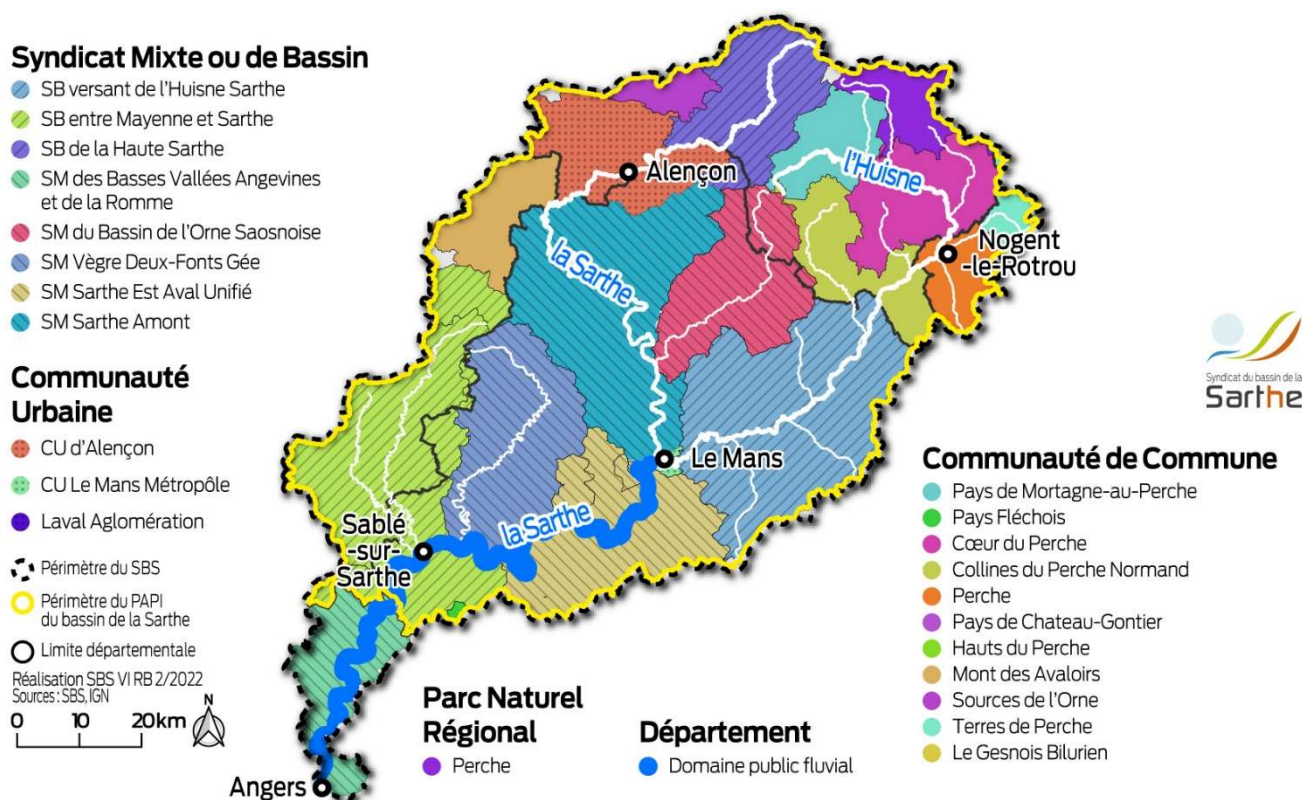 Syndicat Mixte ou de Bassin
SB versant de l'Huisne Sarthe
SB entre Mayenne et Sarthe
SB de la Haute Sarthe
SM des Basses Vallées Angevines
et de la Romme
SM du Bassin de l'Orne Saosnoise
SM Vègre Deux-Fonts Gée
SM Sarthe Est Aval Unifié
SM Sarthe Amont
Communauté
Urbaine
CU d'Alençon
CU Le Mans Métropôle
Laval Aglomération
Périmètre du SBS
Périmètre du PAPI
du bassin de la Sarthe
Limite départementale
Réalisation SBS VI RB 2/2022
Sources : SBS, IGN
0 10 20km
N
Alençon
l'Huisne
Nogent
-le-Rotrou
la Sarthe
Le Mans
Sablé
-sur-
Sarthe
la Sarthe
Angers
Parc Naturel
Régional
Perche
Département
Domaine public fluvial
Syndicat du bassin de la
Sarthe
Communauté de Commune
Pays de Mortagne-au-Perche
Pays Fléchois
Cœur du Perche
Collines du Perche Normand
Perche
Pays de Chateau-Gontier
Hauts du Perche
Mont des Avaloirs
Sources de l'Orne
Terres de Perche
Le Gesnois Bilurien